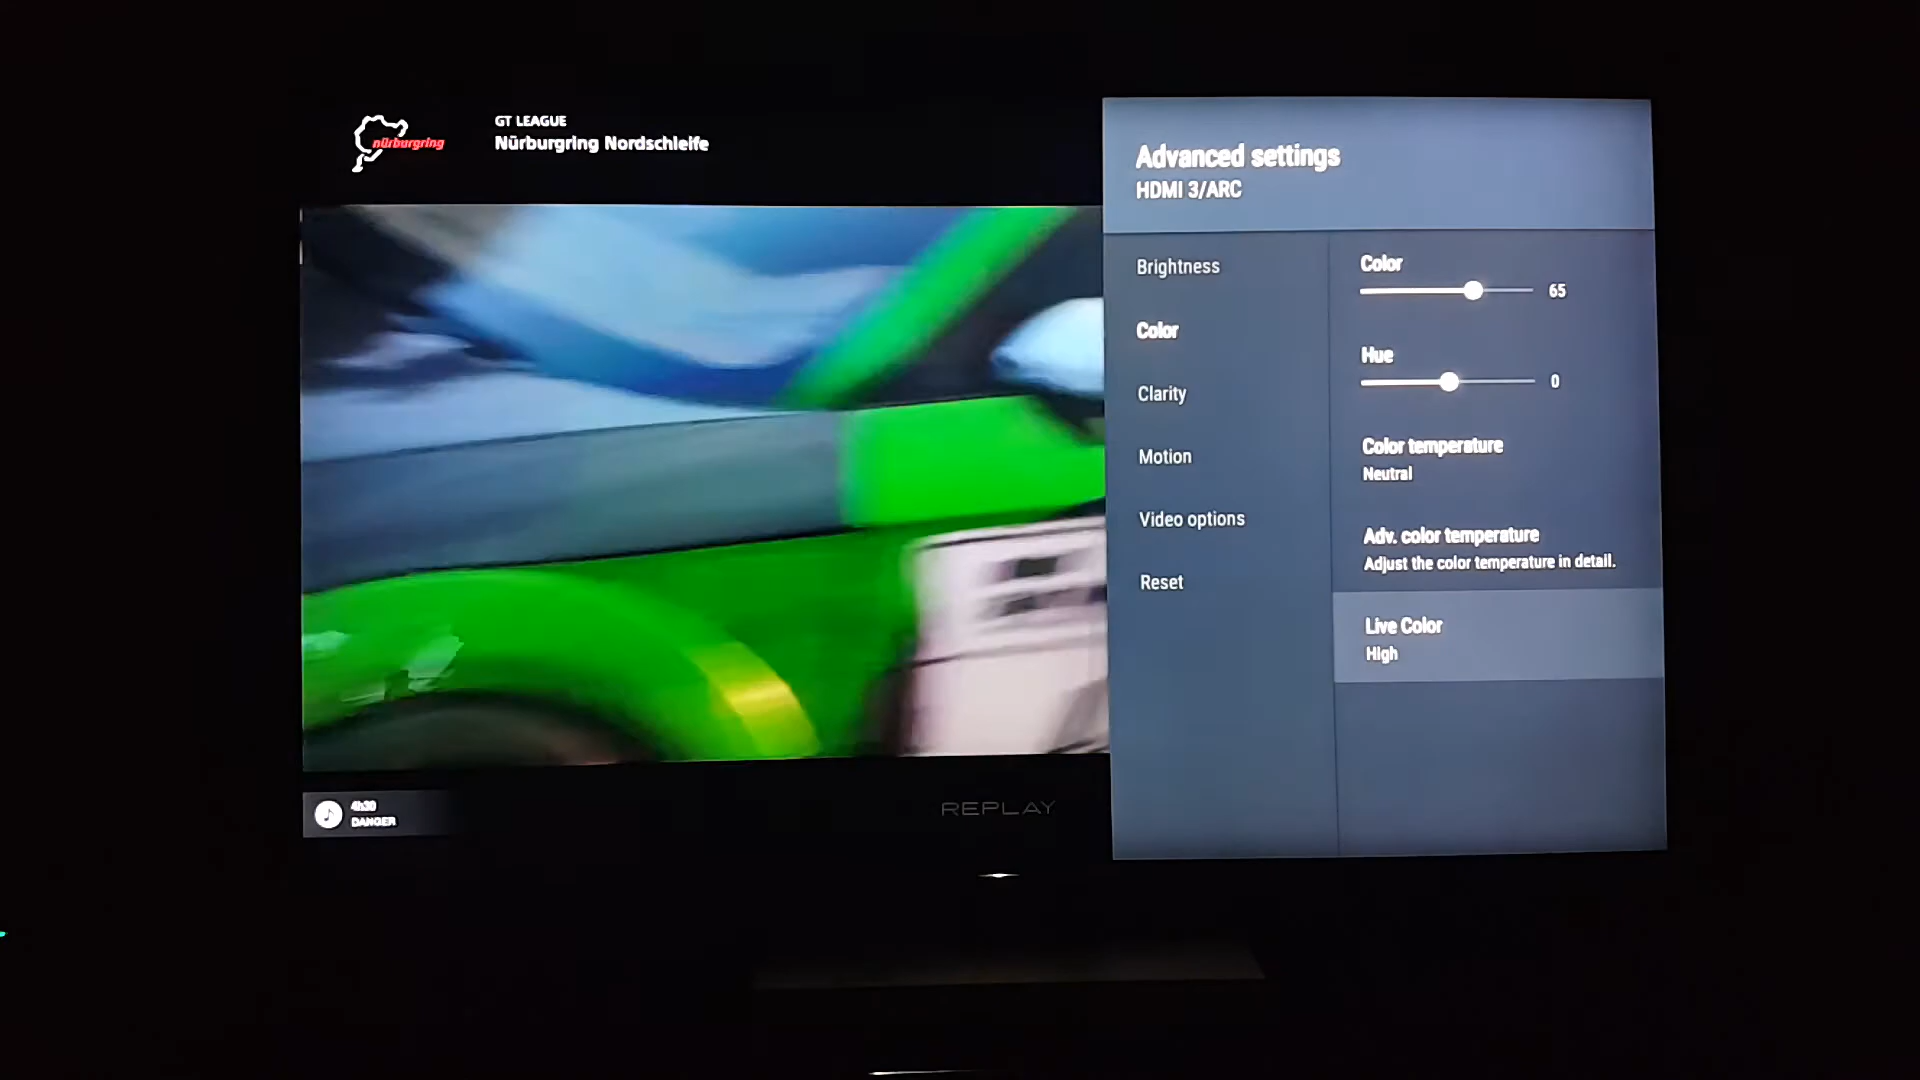 nürburgring
GT LEAGUE
Nürburgring Nordschleife
Advanced settings
HDMI 3/ARC
Brightness
Color
Clarity
Motion
Video options
Reset
Color
65
Hue
0
Color temperature
Neutral
Adv. color temperature
Adjust the color temperature in detail.
Live Color
High
4h30
DANGER
REPLAY